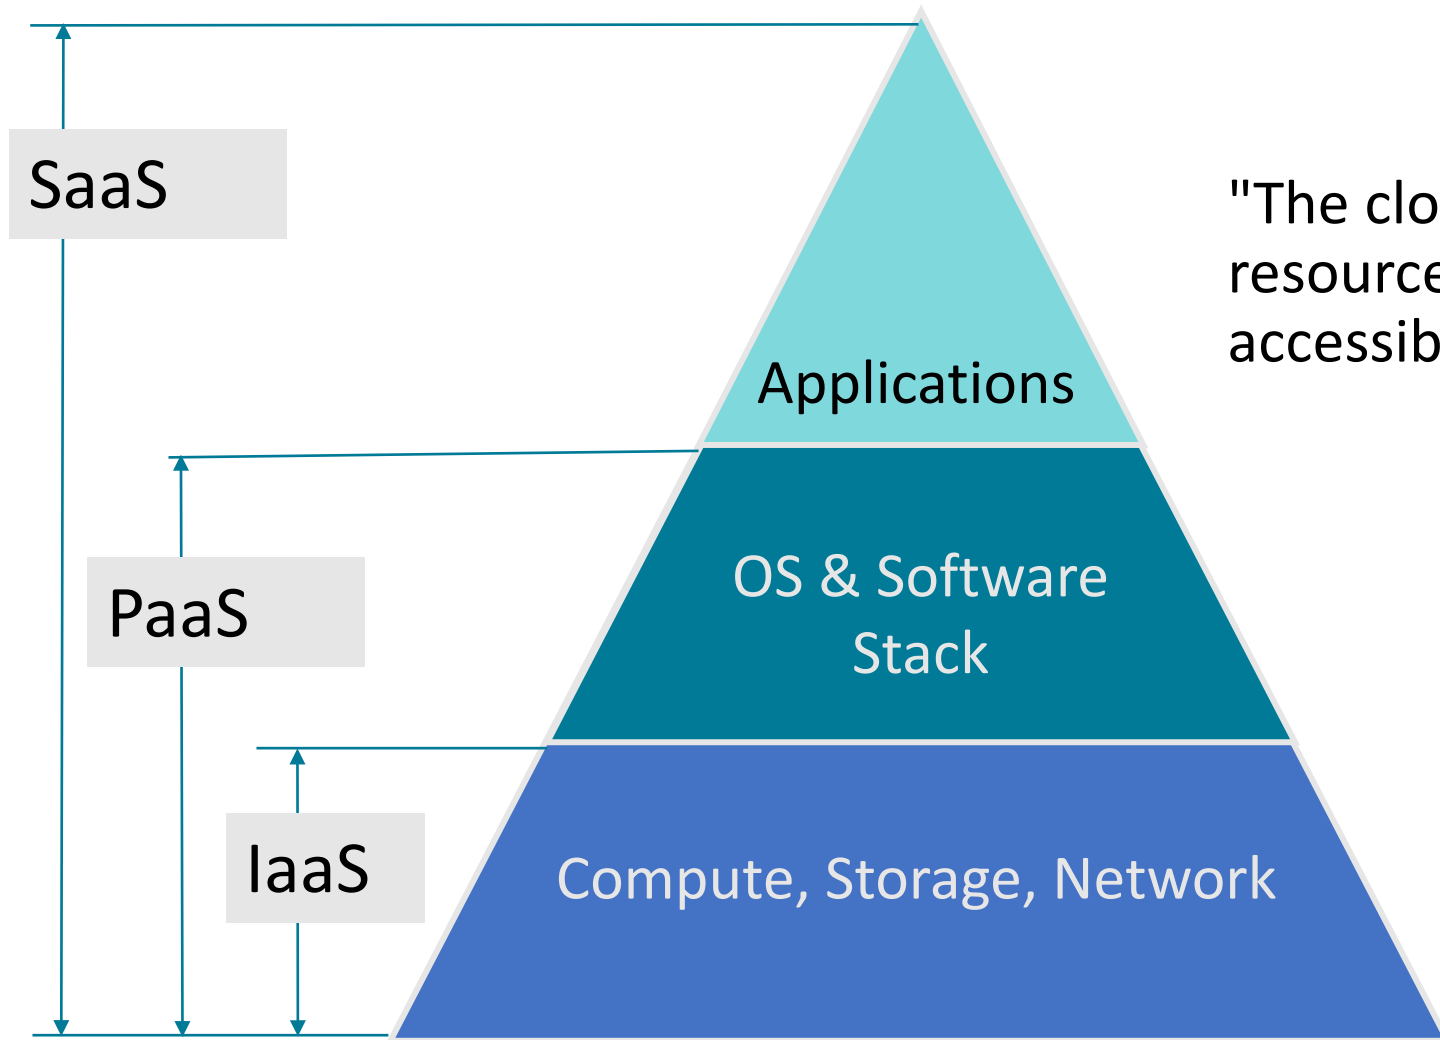 SaaS
"The clo
resource
accessib
Applications
PaaS
OS & Software
Stack
IaaS
Compute, Storage, Network